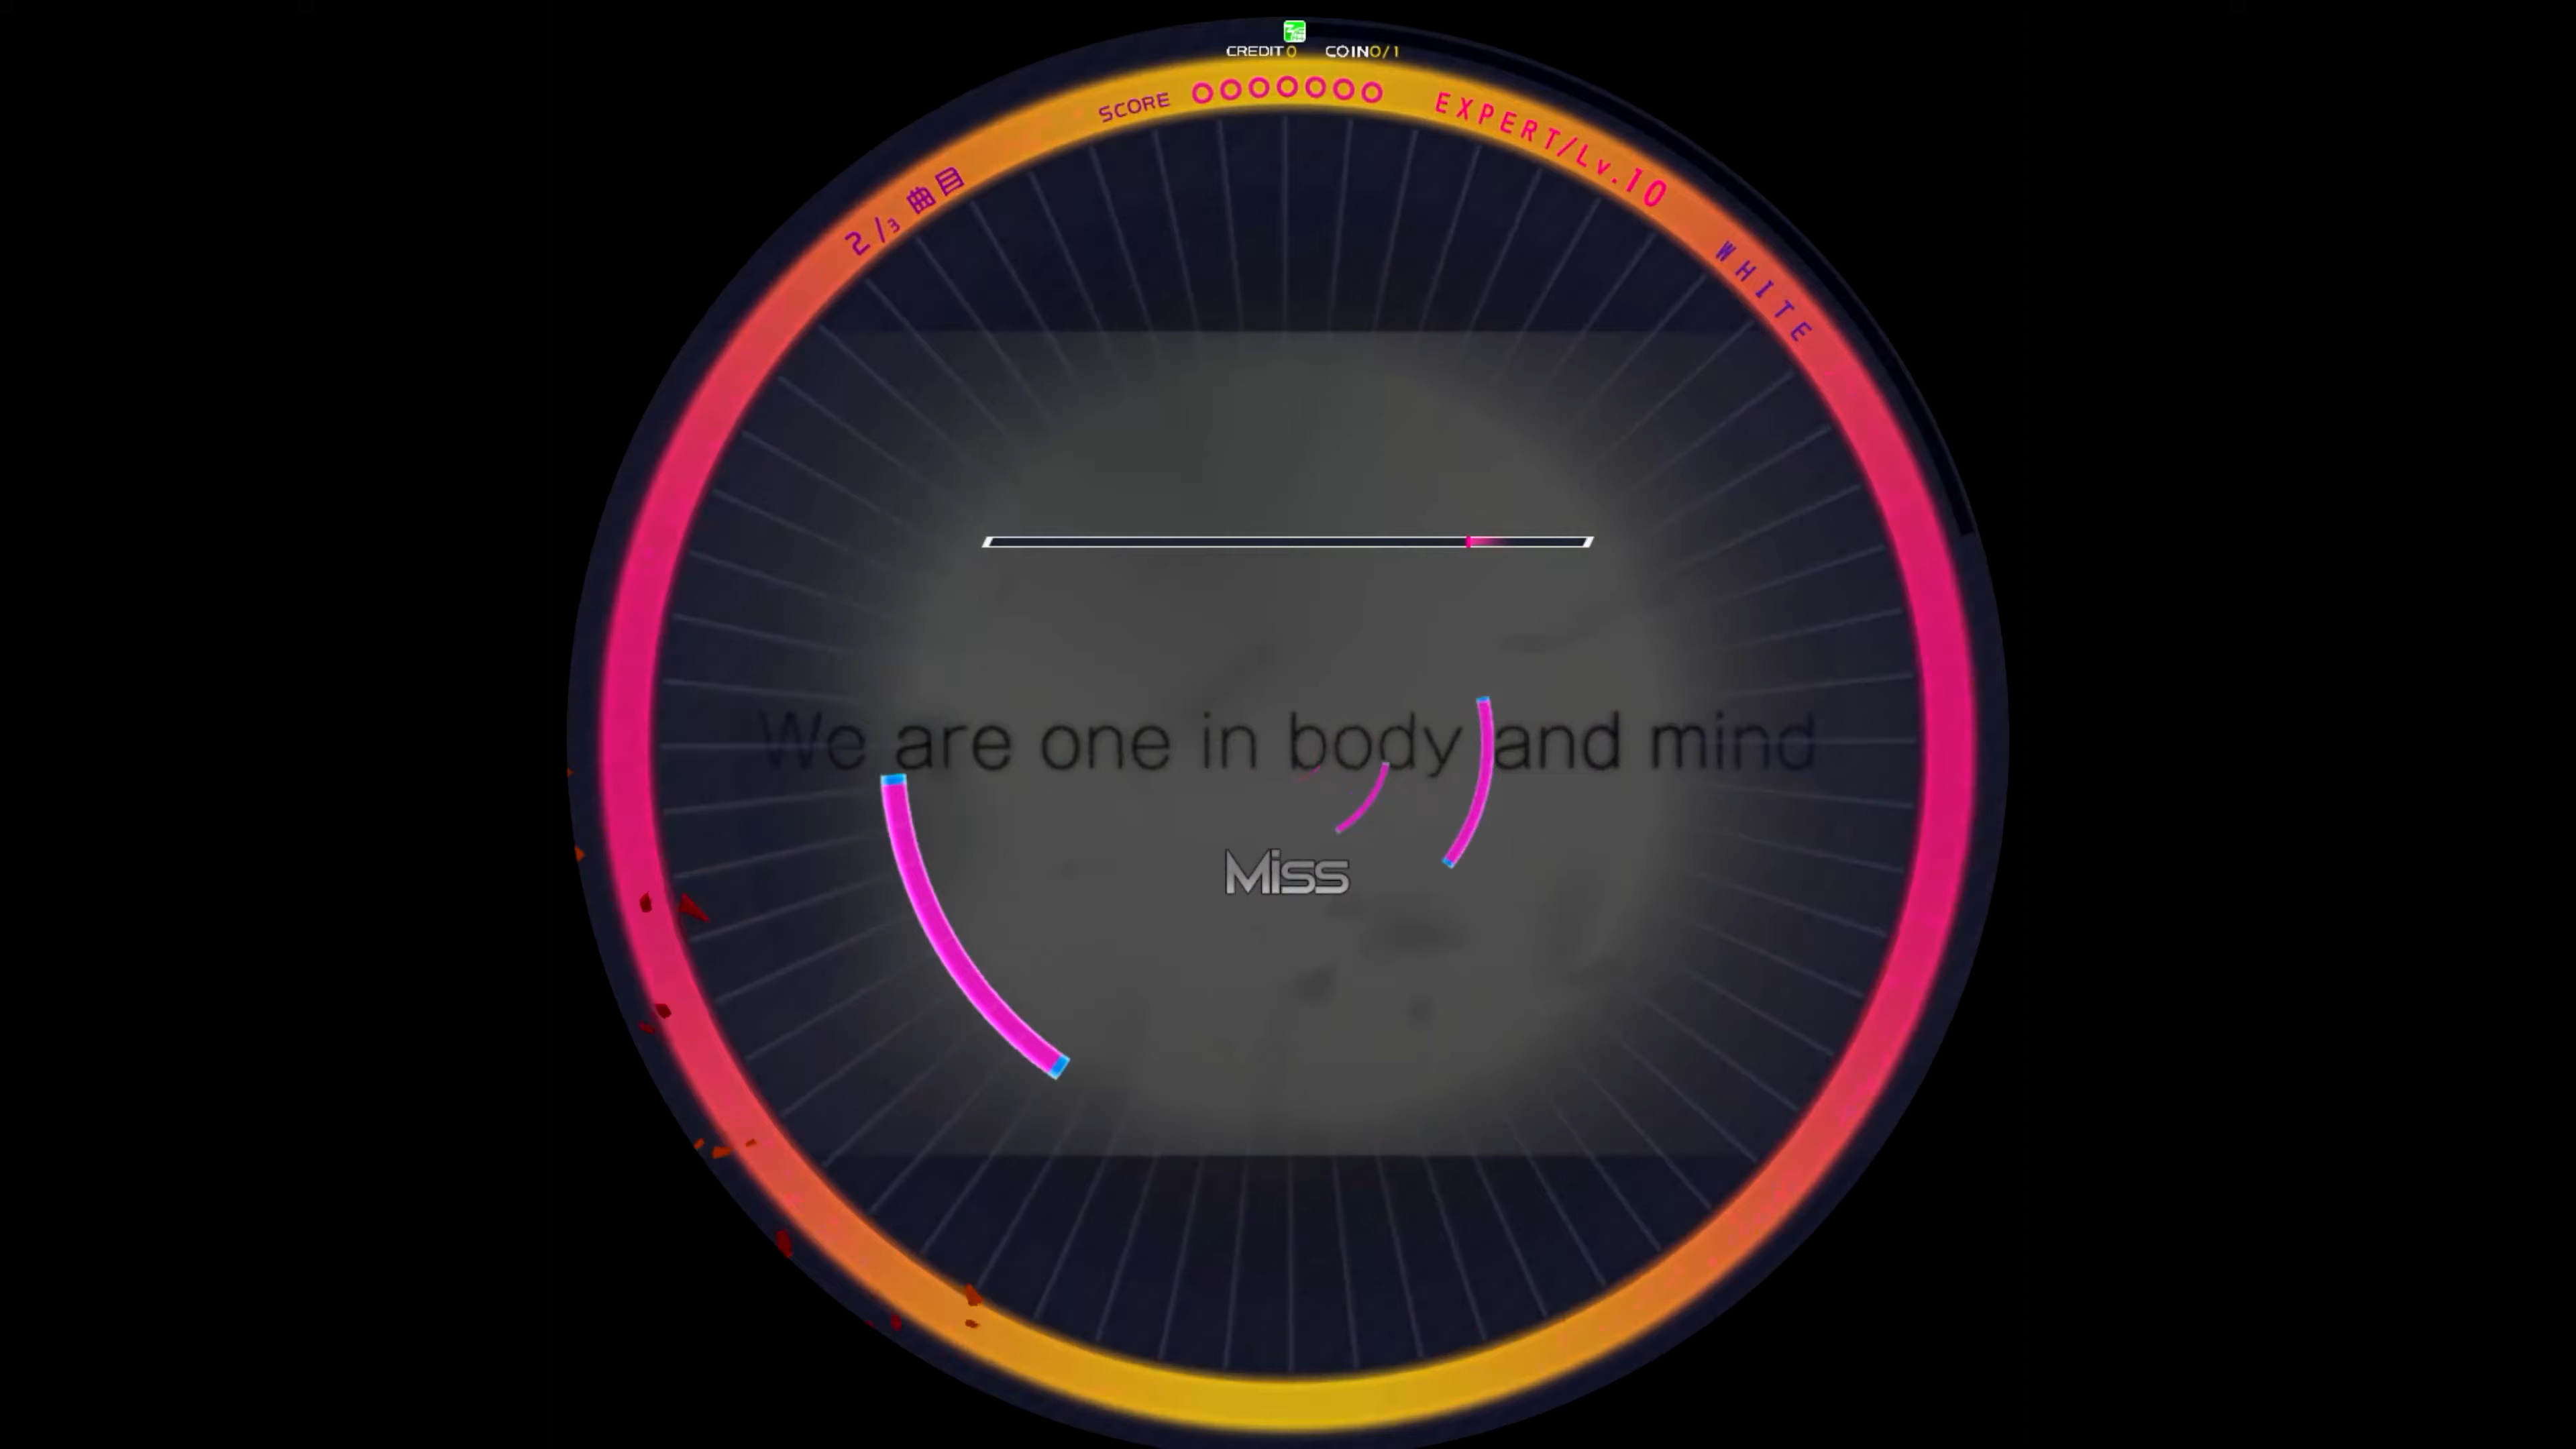 CREDIT 0 COIN 0/1
2/3 曲目
SCORE 0000000
EXPERT/Lv.10
WHITE
We are one in body and mind
Miss